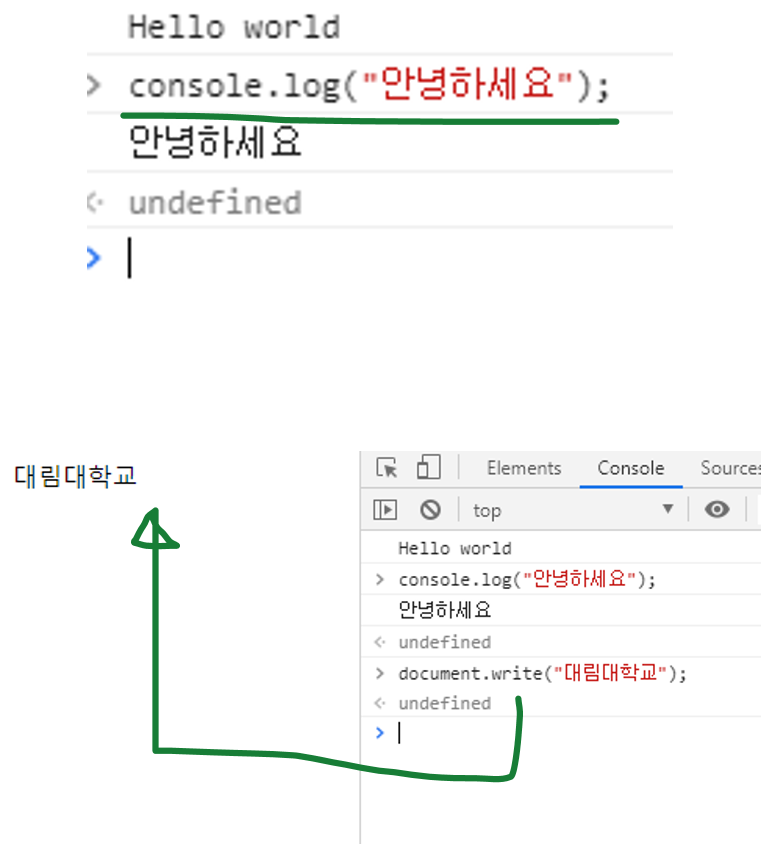 Hello world
> console.log("안녕하세요");
안녕하세요
<· undefined
>
대림대학교
Elements Console Sources
top
Hello world
> console.log("안녕하세요");
안녕하세요
<· undefined
> document.write("대림대학교");
<· undefined
>